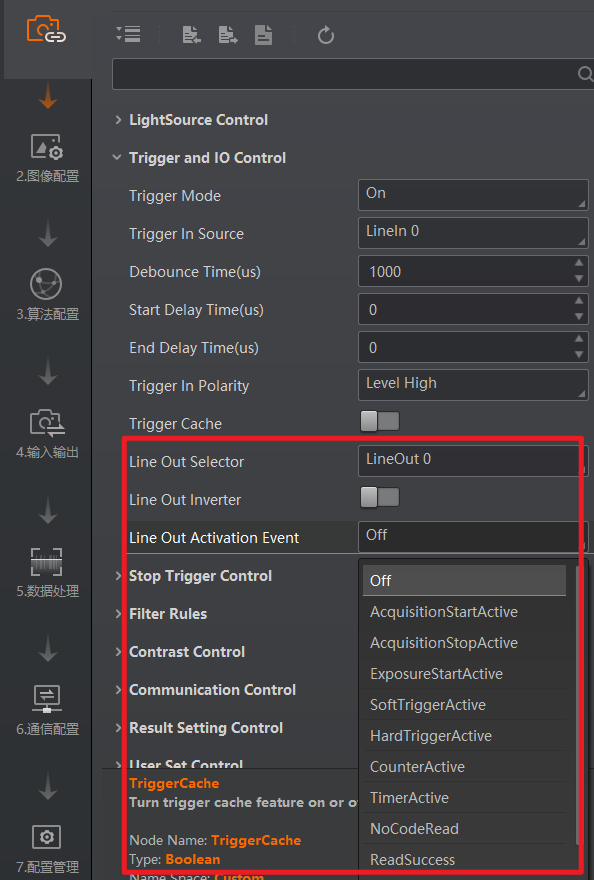 LightSource Control
Trigger and IO Control
2.图像配置
Trigger Mode On
Trigger In Source LineIn 0
Debounce Time(us) 1000
Start Delay Time(us) 0
3.算法配置
End Delay Time(us) 0
Trigger In Polarity Level High
Trigger Cache
4.输入输出
Line Out Selector LineOut 0
Line Out Inverter
Line Out Activation Event Off
Stop Trigger Control
Off
5.数据处理
Filter Rules
AcquisitionStartActive
Contrast Control
AcquisitionStopActive
ExposureStartActive
Communication Control
SoftTriggerActive
6.通信配置
Result Setting Control
HardTriggerActive
User Set Control
CounterActive
TriggerCache
Turn trigger cache feature on or o
TimerActive
NoCodeRead
Node Name: TriggerCache
Type: Boolean
ReadSuccess
7.配置管理
Name Space: Custom